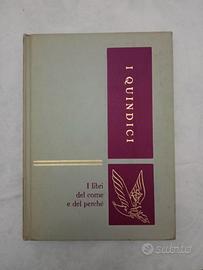 I QUINDICI
I libri
del come
e del perché
subito